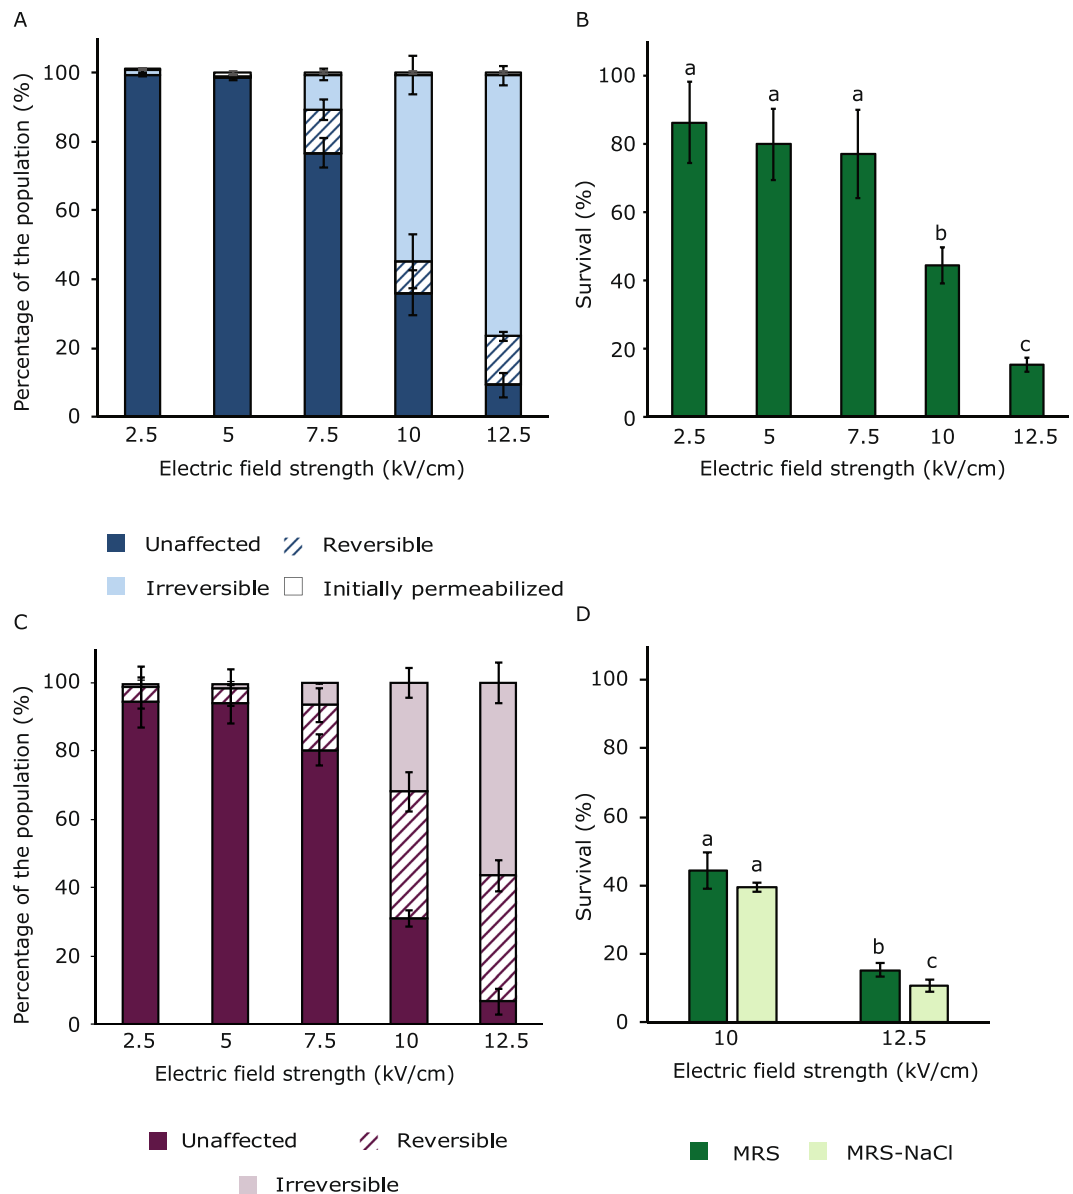 A
Percentage of the population (%)
100
80
60
40
20
0
2.5 5 7.5 10 12.5
Electric field strength (kV/cm)
Unaffected Reversible
Irreversible Initially permeabilized
B
Survival (%)
100
80
60
40
20
0
a a a b c
2.5 5 7.5 10 12.5
Electric field strength (kV/cm)
C
Percentage of the population (%)
100
80
60
40
20
0
2.5 5 7.5 10 12.5
Electric field strength (kV/cm)
Unaffected Reversible
Irreversible
D
Survival (%)
100
80
60
40
20
0
a a b c
10 12.5
Electric field strength (kV/cm)
MRS MRS-NaCl